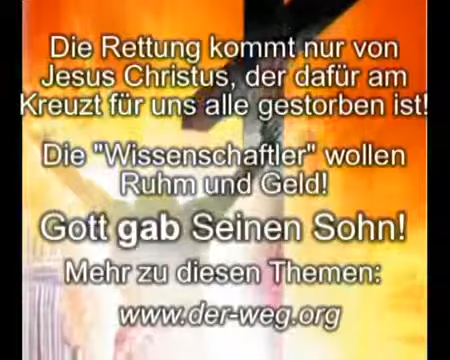 Die Rettung kommt nur von
Jesus Christus, der dafür am
Kreuzt für uns alle gestorben ist!
Die "Wissenschaftler" wollen
Ruhm und Geld!
Gott gab Seinen Sohn!
Mehr zu diesen Themen:
www.der-weg.org